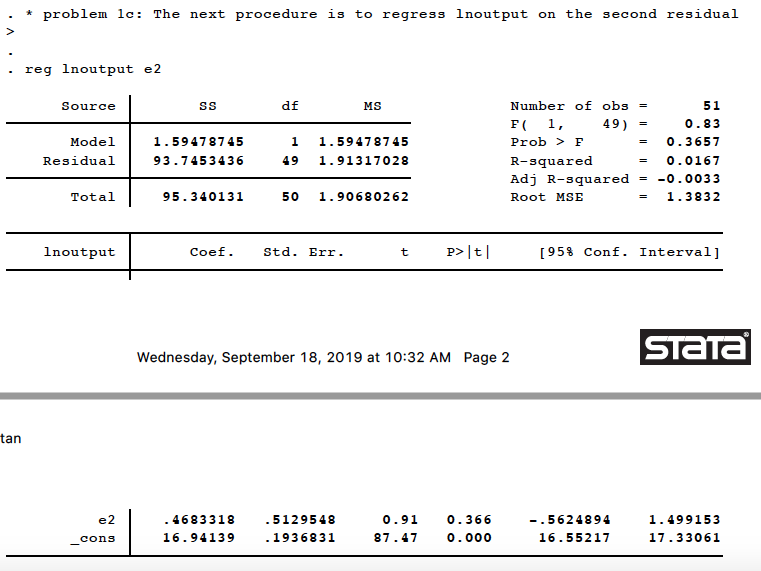 . * problem 1c: The next procedure is to regress lnoutput on the second residual
>
.
. reg lnoutput e2
Source SS df MS Number of obs = 51
F( 1, 49) = 0.83
Model 1.59478745 1 1.59478745 Prob > F = 0.3657
Residual 93.7453436 49 1.91317028 R-squared = 0.0167
Adj R-squared = -0.0033
Total 95.340131 50 1.90680262 Root MSE = 1.3832
lnoutput Coef. Std. Err. t P>|t| [95% Conf. Interval]
Wednesday, September 18, 2019 at 10:32 AM Page 2
STATA®
tan
e2 .4683318 .5129548 0.91 0.366 -.5624894 1.499153
_cons 16.94139 .1936831 87.47 0.000 16.55217 17.33061